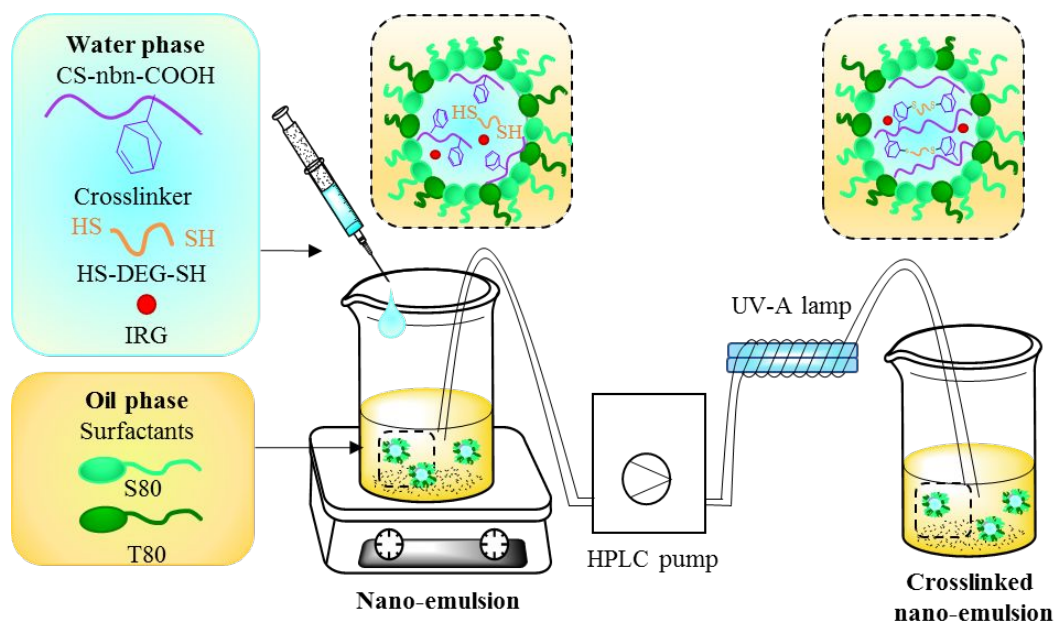 Water phase
CS-nbn-COOH
Crosslinker
HS
SH
HS-DEG-SH
IRG
Oil phase
Surfactants
S80
T80
HS
SH
S
S
S
S
Nano-emulsion
HPLC pump
UV-A lamp
Crosslinked
nano-emulsion